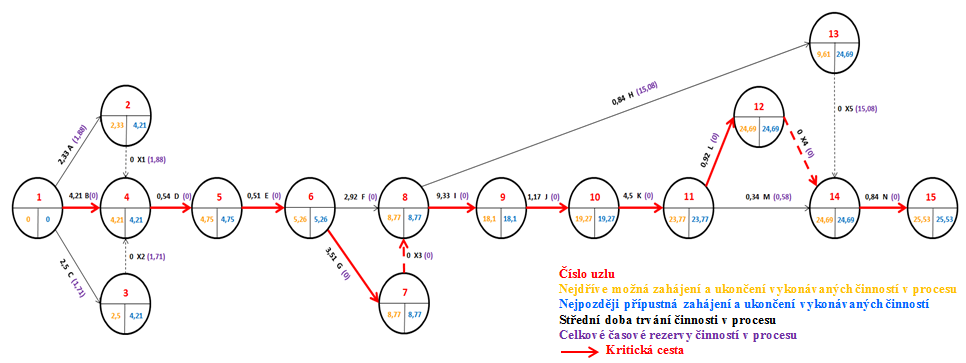 13
9,61 24,69
0,84 H (15,08)
0 X5 (15,08)
2
2,33 4,21
2,33 A (1,88)
0 X1 (1,88)
12
24,69 24,69
0,92 L (0)
0 X4 (0)
1
0 0
4,21 B(0)
4
4,21 4,21
0,54 D (0)
5
4,75 4,75
0,51 E (0)
6
5,26 5,26
2,92 F (0)
8
8,77 8,77
9,33 I (0)
9
18,1 18,1
1,17 J (0)
10
19,27 19,27
4,5 K (0)
11
23,77 23,77
0,34 M (0,58)
14
24,69 24,69
0,84 N (0)
15
25,53 25,53
2,5 C (1,71)
0 X2 (1,71)
3,51 G (0)
0 X3 (0)
3
2,5 4,21
7
8,77 8,77
Číslo uzlu
Nejdříve možná zahájení a ukončení vykonávaných činností v procesu
Nejpozději přípustná zahájení a ukončení vykonávaných činností
Střední doba trvání činnosti v procesu
Celkové časové rezervy činností v procesu
Kritická cesta